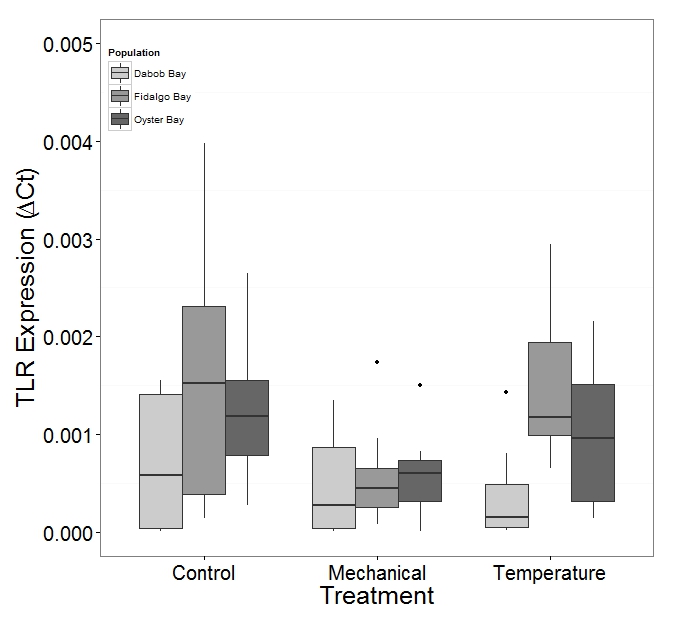 0.005
Population
Dabob Bay
Fidalgo Bay
Oyster Bay
0.004
0.003
0.002
0.001
0.000
TLR Expression (ΔCt)
Control Mechanical Temperature
Treatment